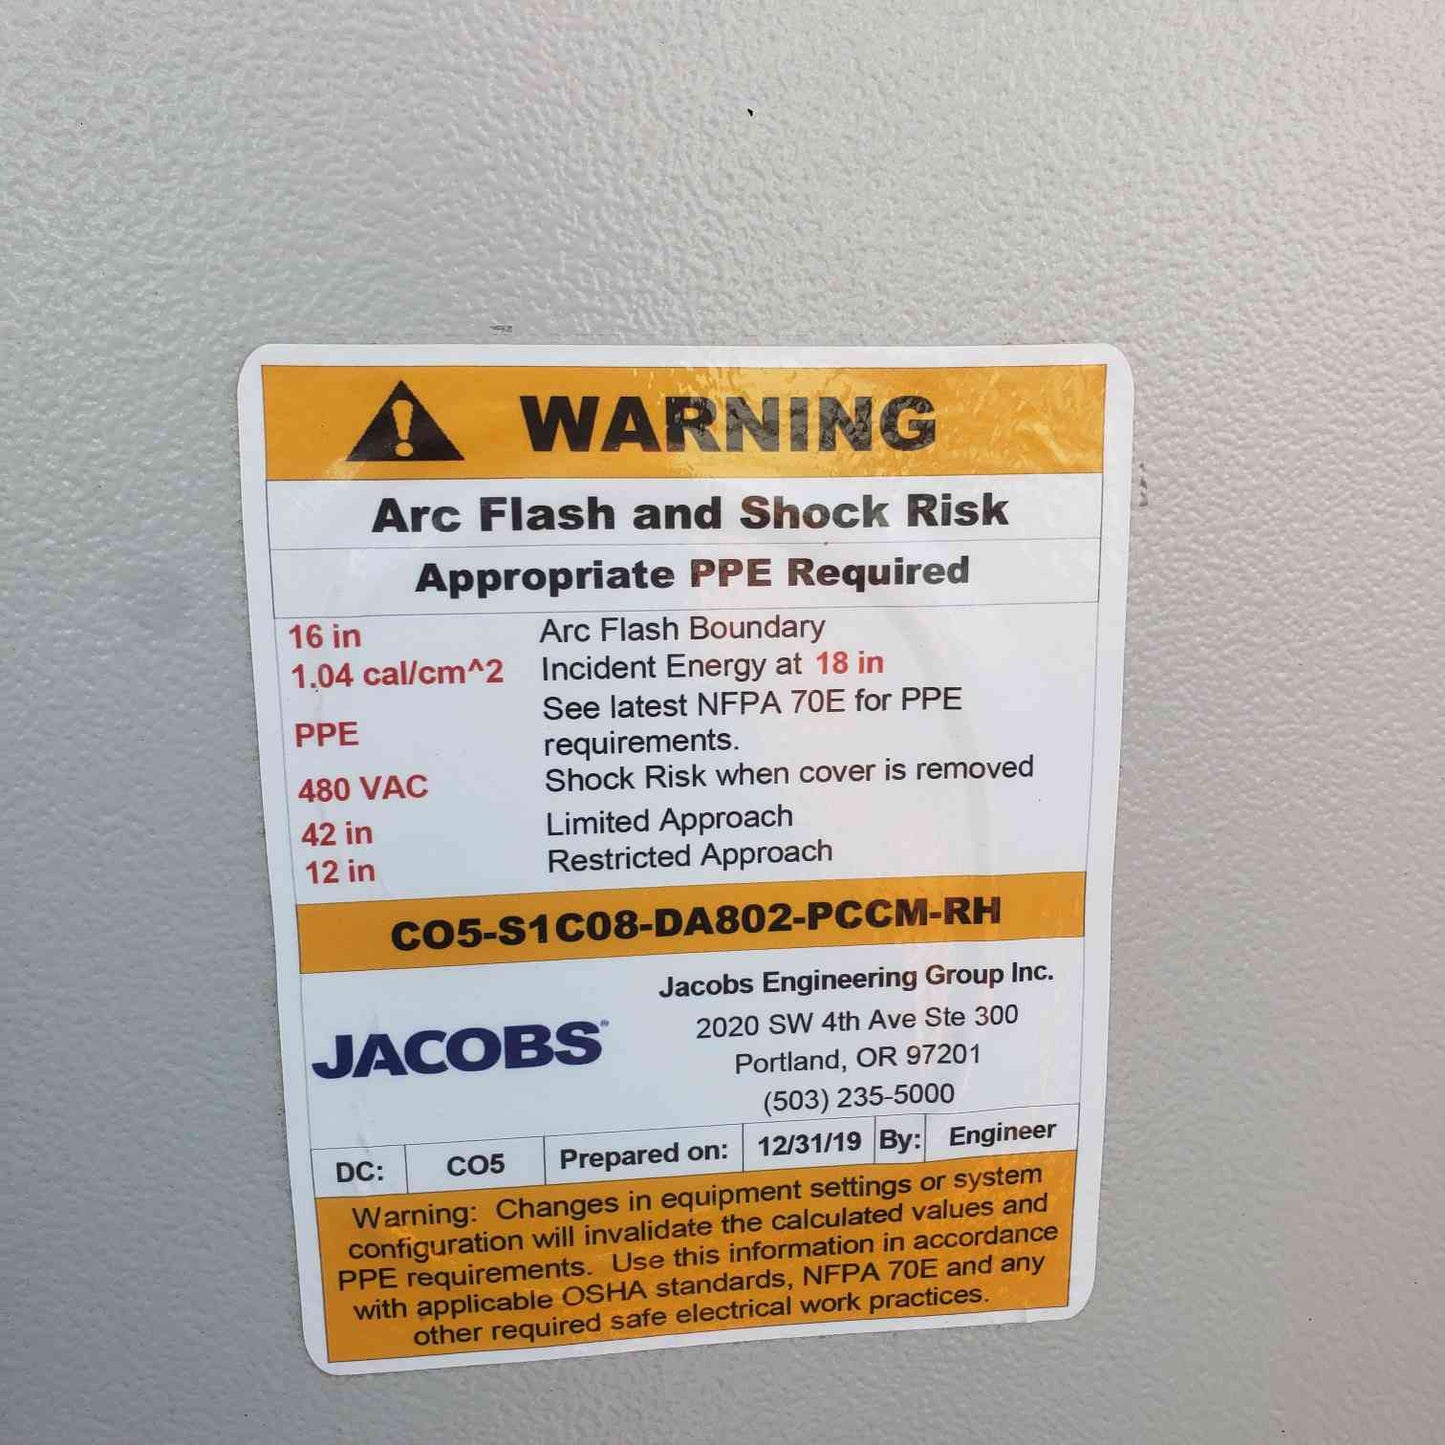 WARNING
Arc Flash and Shock Risk
Appropriate PPE Required
16 in Arc Flash Boundary
1.04 cal/cm^2 Incident Energy at 18 in
PPE See latest NFPA 70E for PPE
requirements.
480 VAC Shock Risk when cover is removed
42 in Limited Approach
12 in Restricted Approach
CO5-S1C08-DA802-PCCM-RH
JACOBS
Jacobs Engineering Group Inc.
2020 SW 4th Ave Ste 300
Portland, OR 97201
(503) 235-5000
DC: CO5 Prepared on: 12/31/19 By: Engineer
Warning: Changes in equipment settings or system
configuration will invalidate the calculated values and
PPE requirements. Use this information in accordance
with applicable OSHA standards, NFPA 70E and any
other required safe electrical work practices.